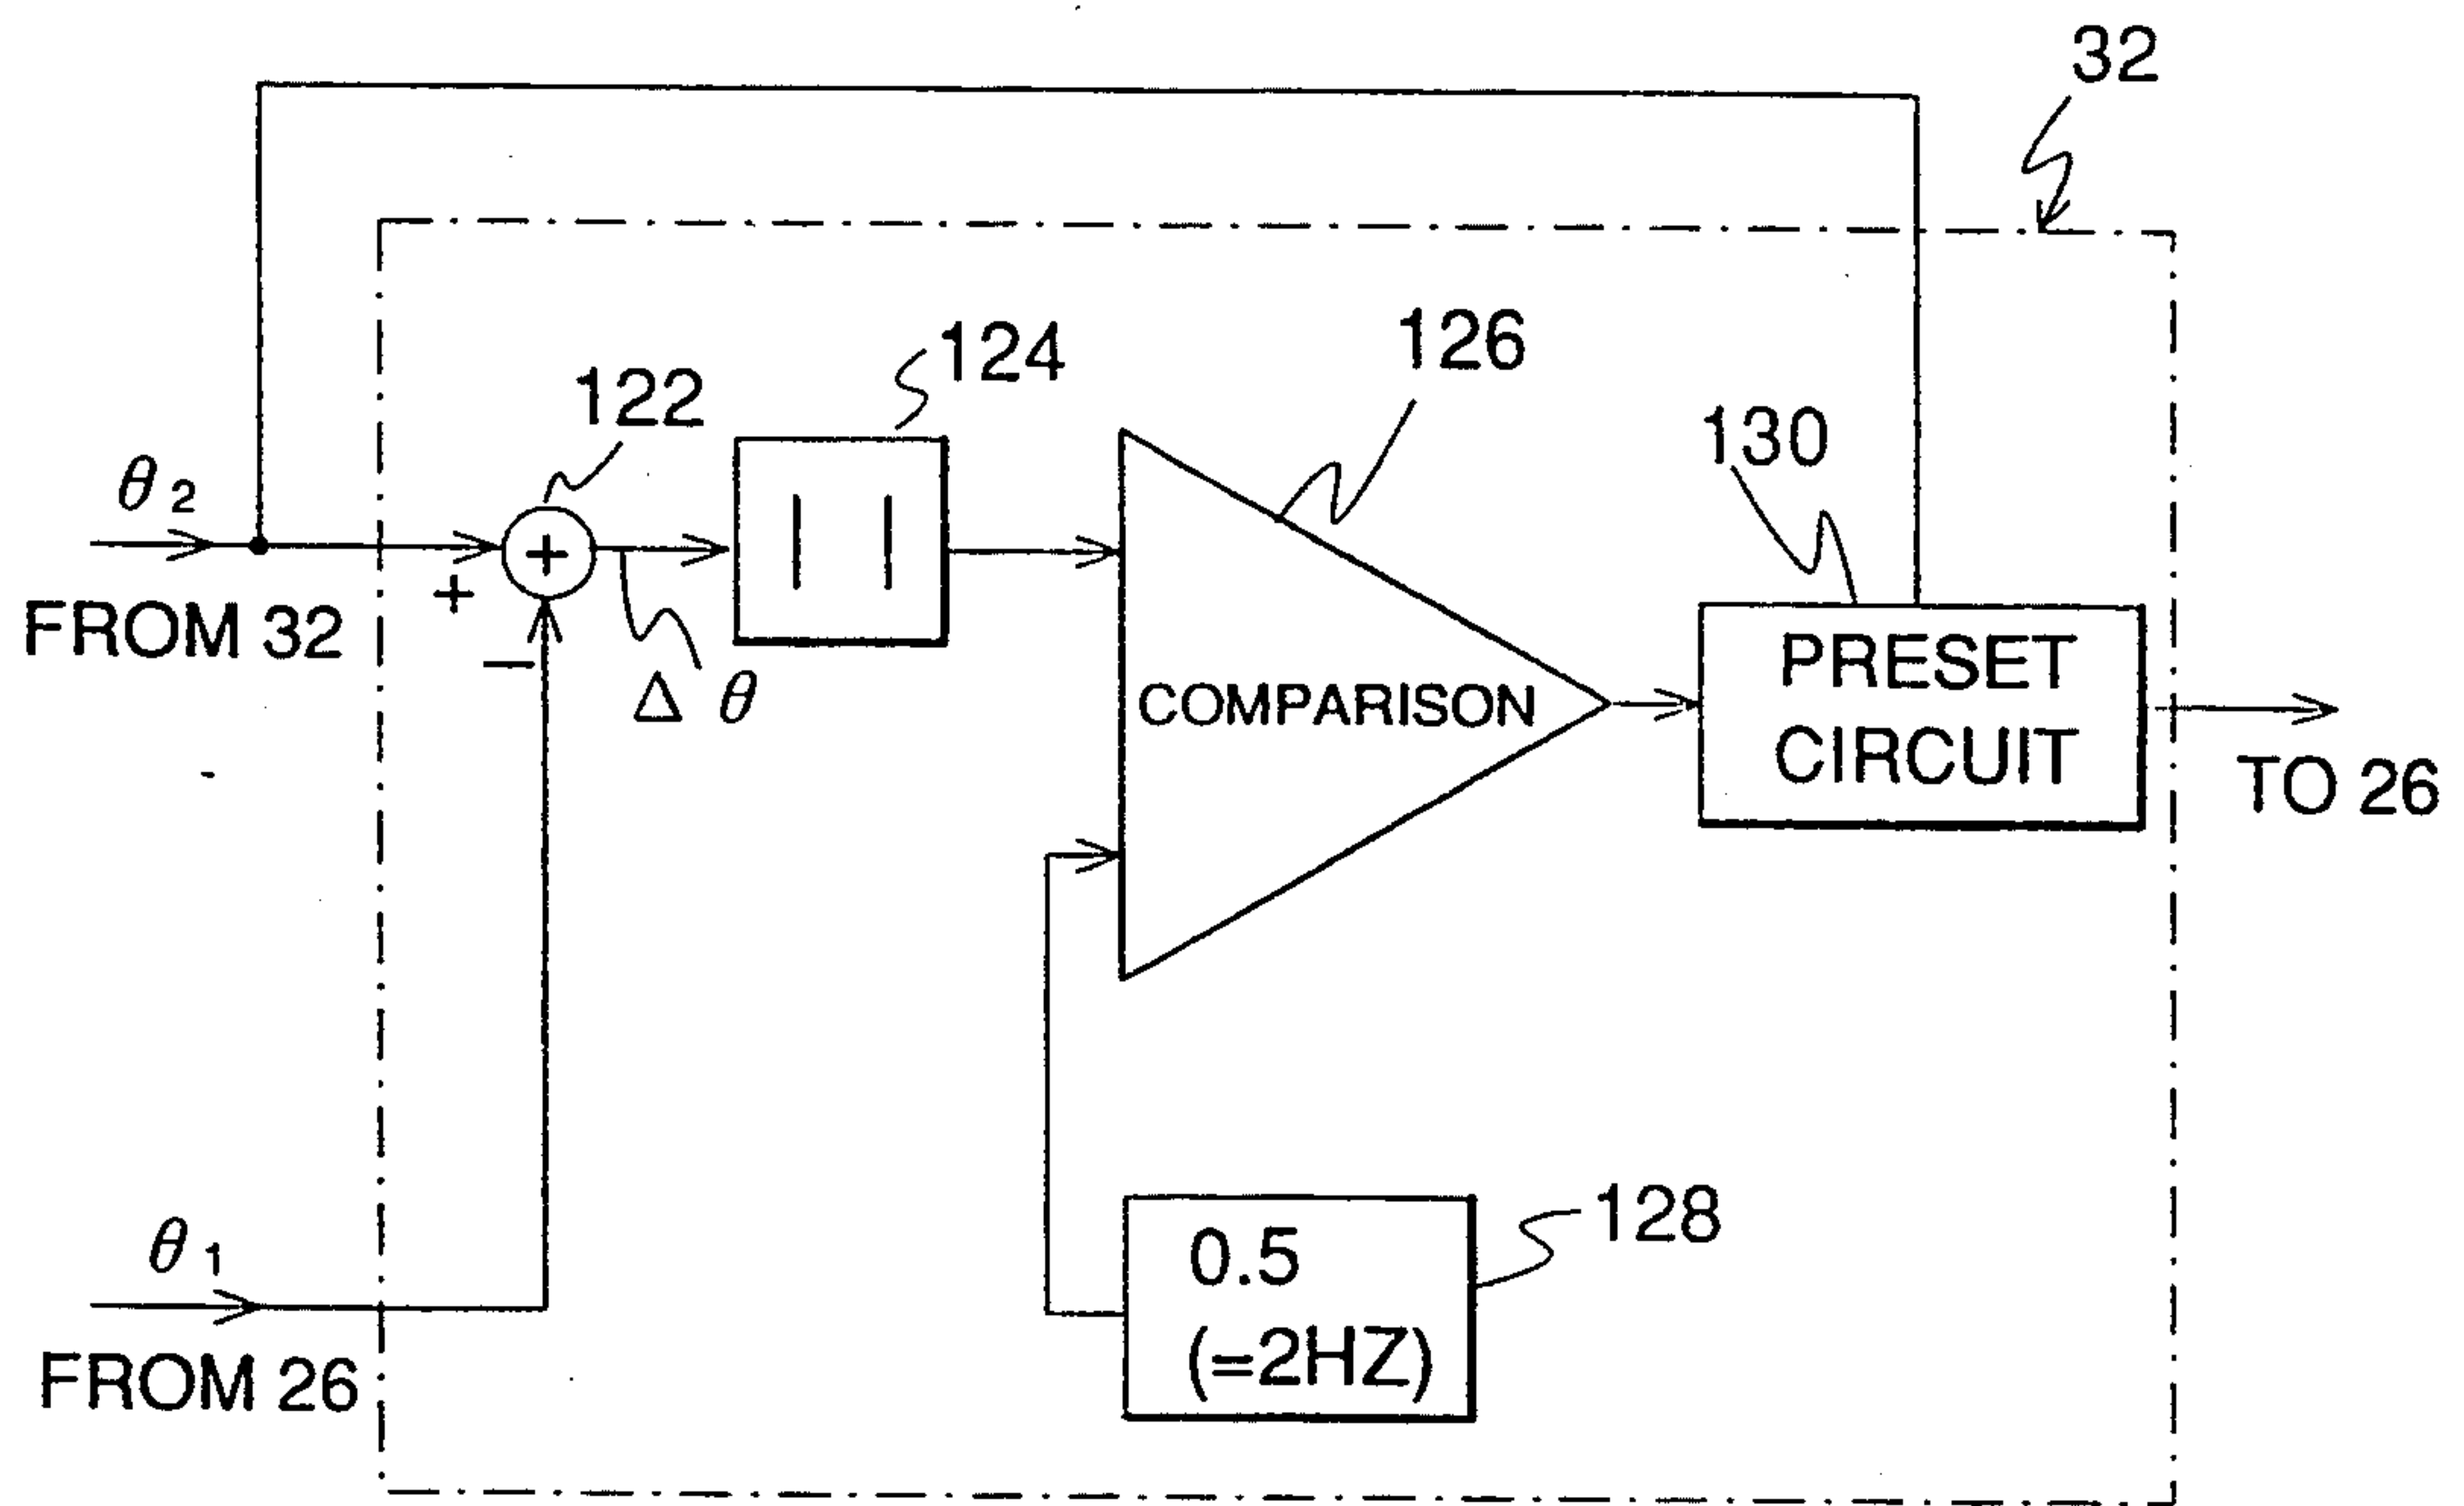 32
124
126
122
130
θ2
+
+
FROM 32
PRESET
CIRCUIT
−
Δ θ
COMPARISON
| |
TO 26
128
0.5
(=2HZ)
θ1
FROM 26